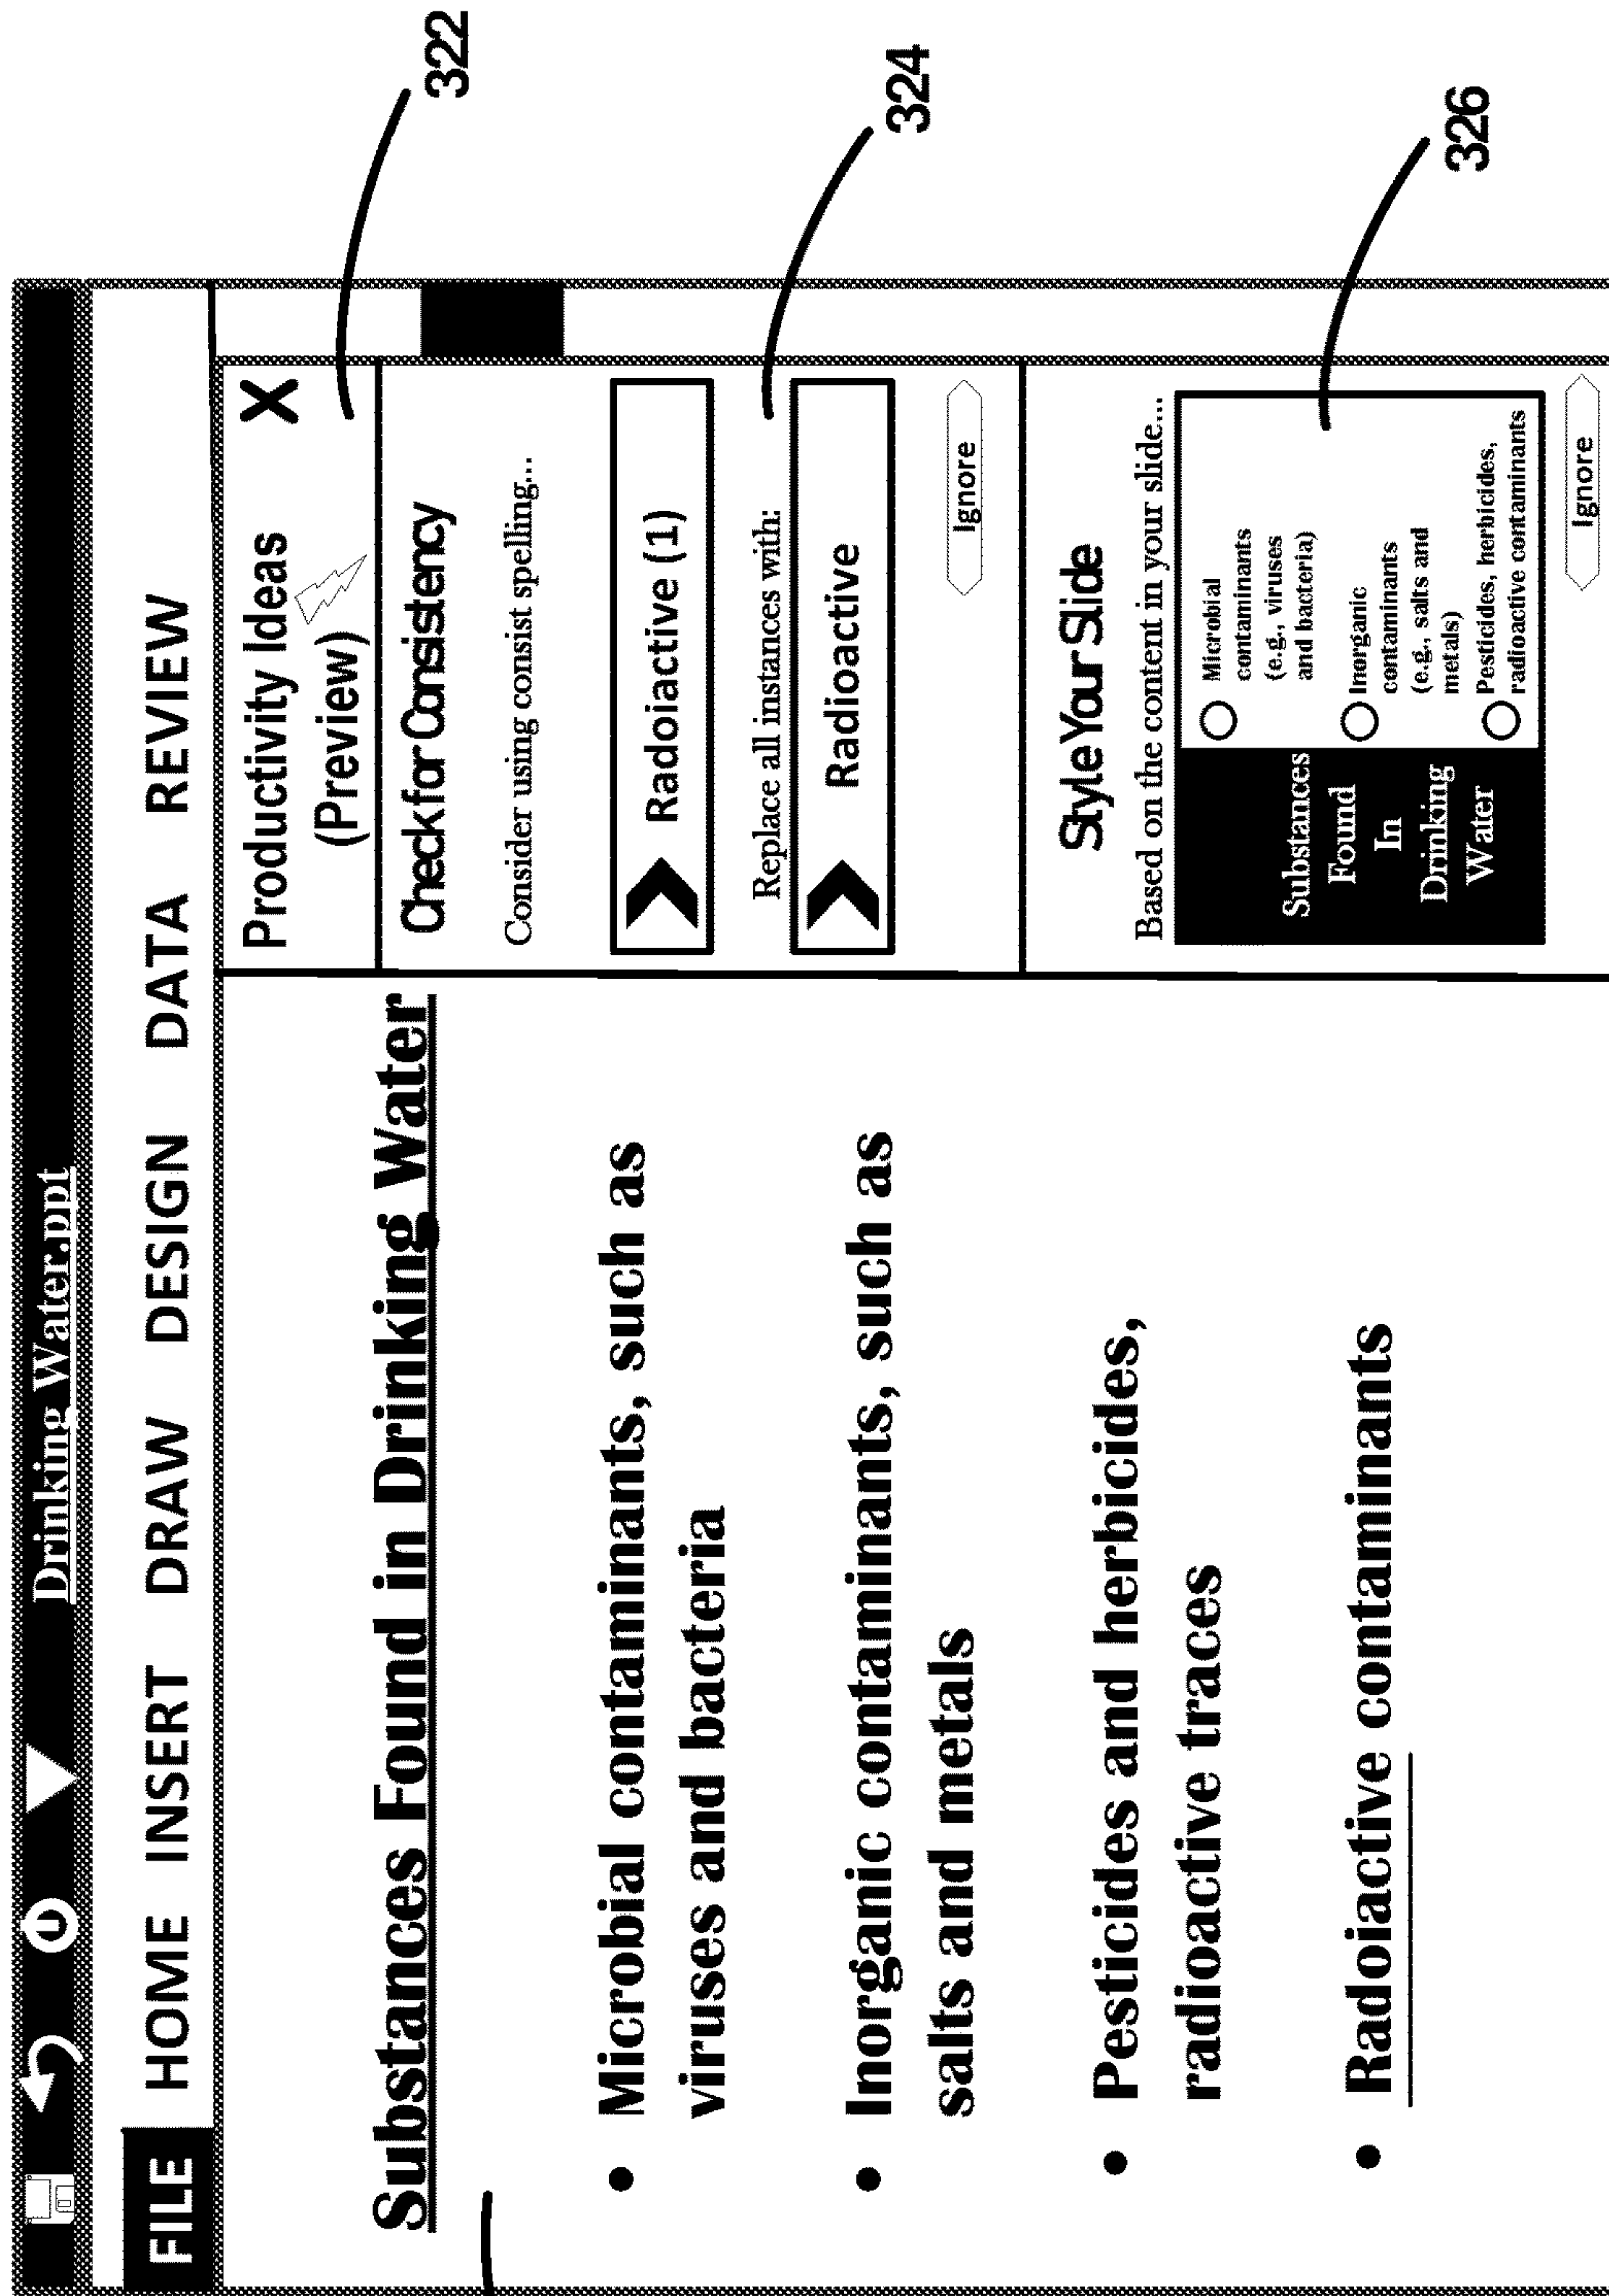 Drinking Water.ppt
FILE HOME INSERT DRAW DESIGN DATA REVIEW
Substances Found in Drinking Water
• Microbial contaminants, such as
viruses and bacteria
• Inorganic contaminants, such as
salts and metals
• Pesticides and herbicides,
radioactive traces
• Radoiactive contaminants
Productivity Ideas X
(Preview)
322
Check for Consistency
Consider using consist spelling...
Radoiactive (1)
Replace all instances with:
Radioactive
324
Ignore
Style Your Slide
Based on the content in your slide...
Substances
Found
In
Drinking
Water
Microbial
contaminants
(e.g., viruses
and bacteria)
Inorganic
contaminants
(e.g., salts and
metals)
Pesticides, herbicides,
radioactive contaminants
326
Ignore